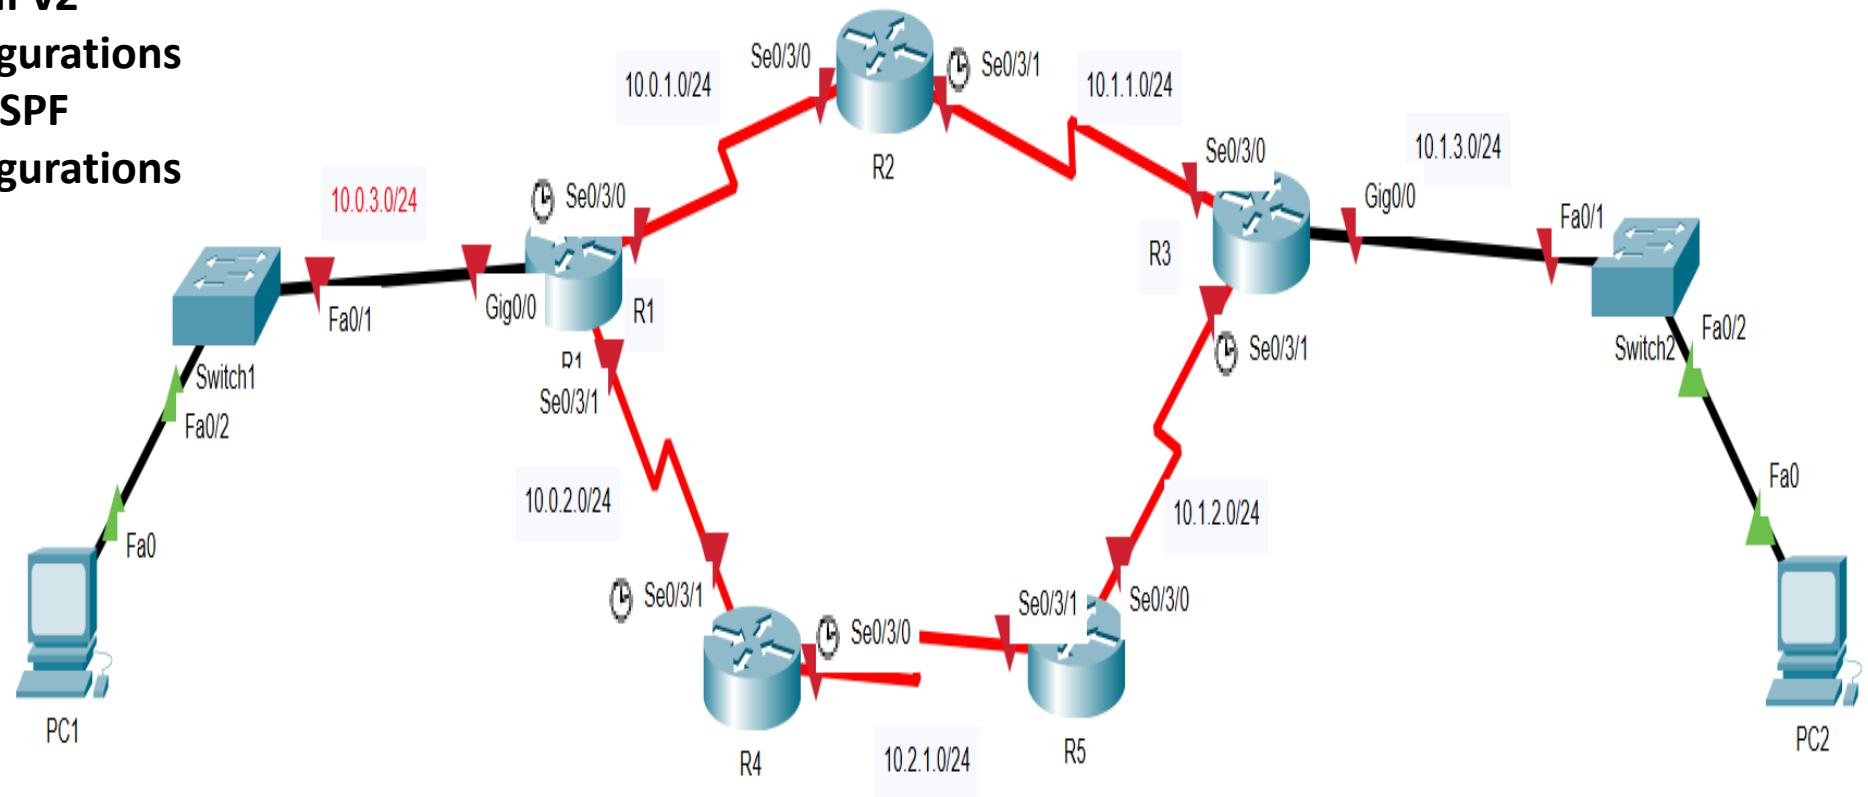 gurations
SPF
gurations
10.0.3.0/24
10.0.1.0/24
Se0/3/0
R2
Se0/3/1
10.1.1.0/24
Se0/3/0
R3
Gig0/0
10.1.3.0/24
Fa0/1
Switch2
Fa0/2
Fa0
PC2
Se0/3/0
R1
R1
Gig0/0
Fa0/1
Switch1
Fa0/2
Fa0
PC1
Se0/3/1
10.0.2.0/24
Se0/3/1
R4
Se0/3/0
10.2.1.0/24
Se0/3/1
R5
Se0/3/0
10.1.2.0/24
Se0/3/1